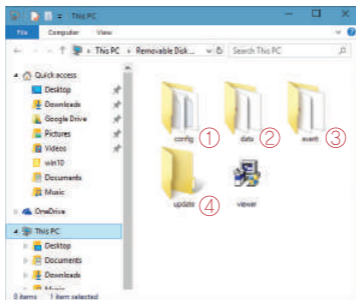 This PC
File Computer View
This PC › Removable Disk ... Search This PC
Quick access
Desktop
Downloads
Google Drive
Pictures
Videos
win10
Documents
Music
OneDrive
This PC
Desktop
Documents
Downloads
Music
config ①
data ②
event ③
update ④
viewer
0 items 1 item selected